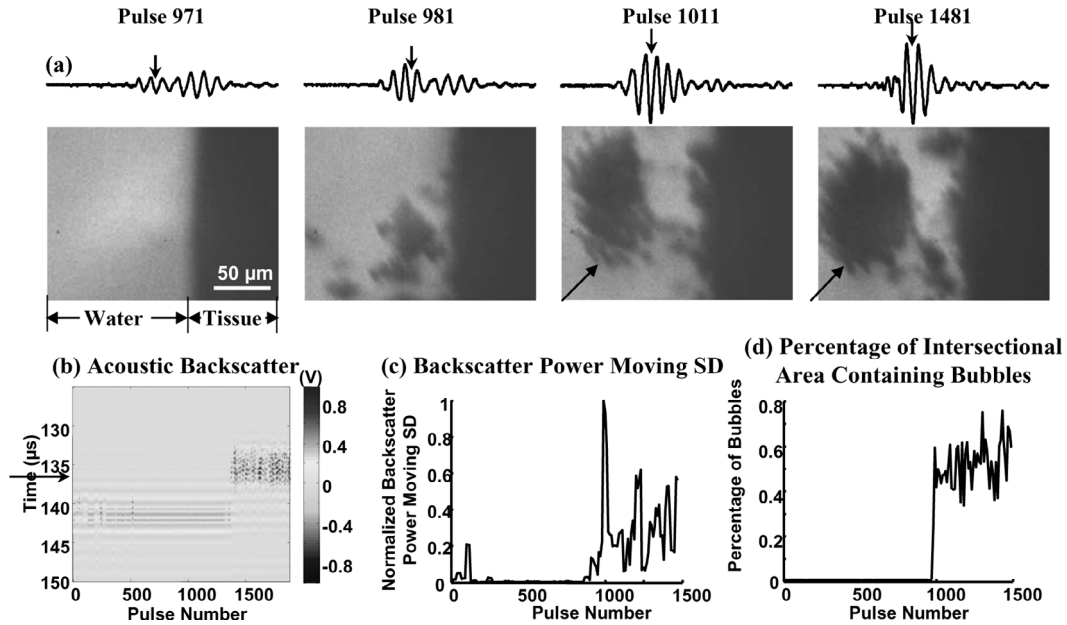 Pulse 971 Pulse 981 Pulse 1011 Pulse 1481
(a)
50 µm
Water Tissue
(b) Acoustic Backscatter
(V)
Time (µs)
130
135
140
145
150
0 500 1000 1500
Pulse Number
0.8
0.4
0
-0.4
-0.8
(c) Backscatter Power Moving SD
Normalized Backscatter
Power Moving SD
1
0.8
0.6
0.4
0.2
0
0 500 1000 1500
Pulse Number
(d) Percentage of Intersectional
Area Containing Bubbles
Percentage of Bubbles
0.8
0.6
0.4
0.2
0
0 500 1000 1500
Pulse Number